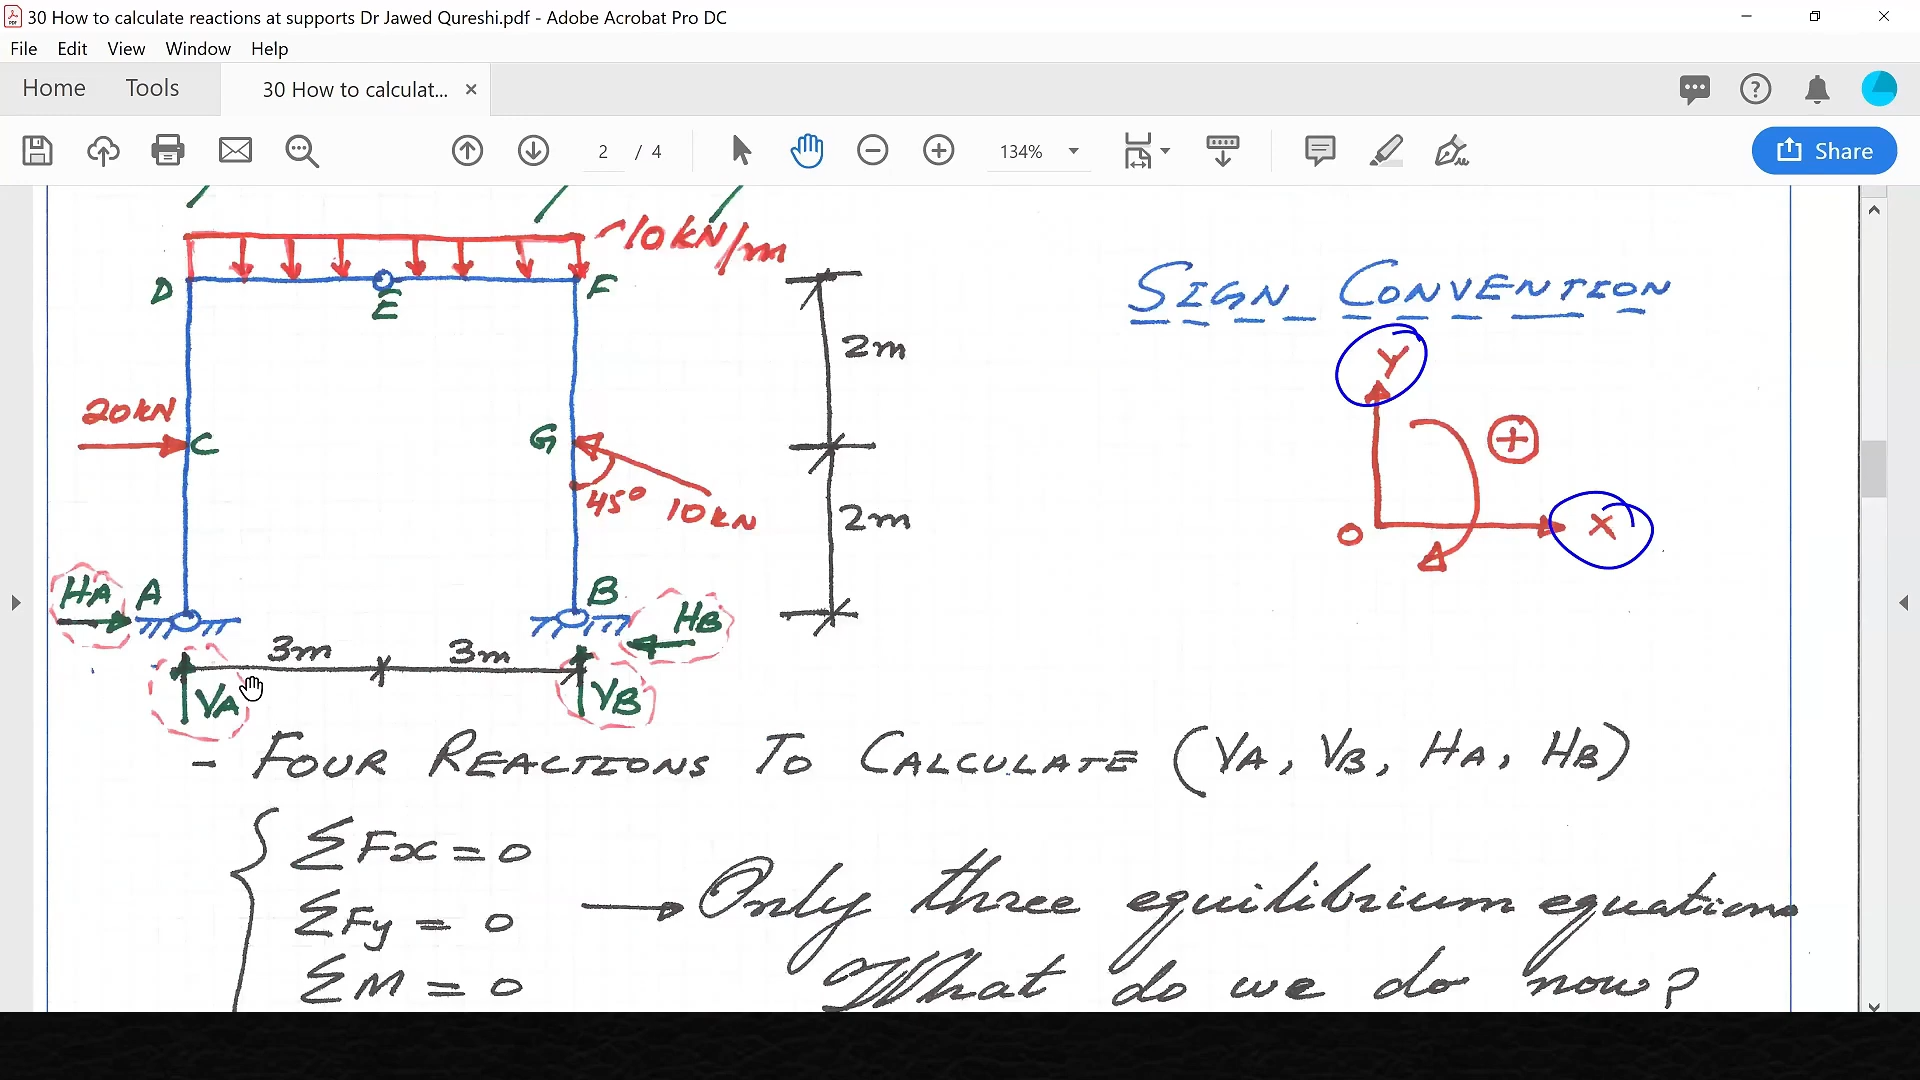 30 How to calculate reactions at supports Dr Jawed Qureshi.pdf - Adobe Acrobat Pro DC
File Edit View Window Help
Home Tools 30 How to calculat... ×
2 / 4 134% Share
10 kN/m
D E F
SIGN CONVENTION
2m
Y
20kN
C G
+
45° 10kN
2m
O X
HA A B HB
3m 3m
VA VB
- FOUR REACTIONS TO CALCULATE (VA, VB, HA, HB)
ΣFx = 0
ΣFy = 0 → Only three equilibrium equations
ΣM = 0 What do we do now?